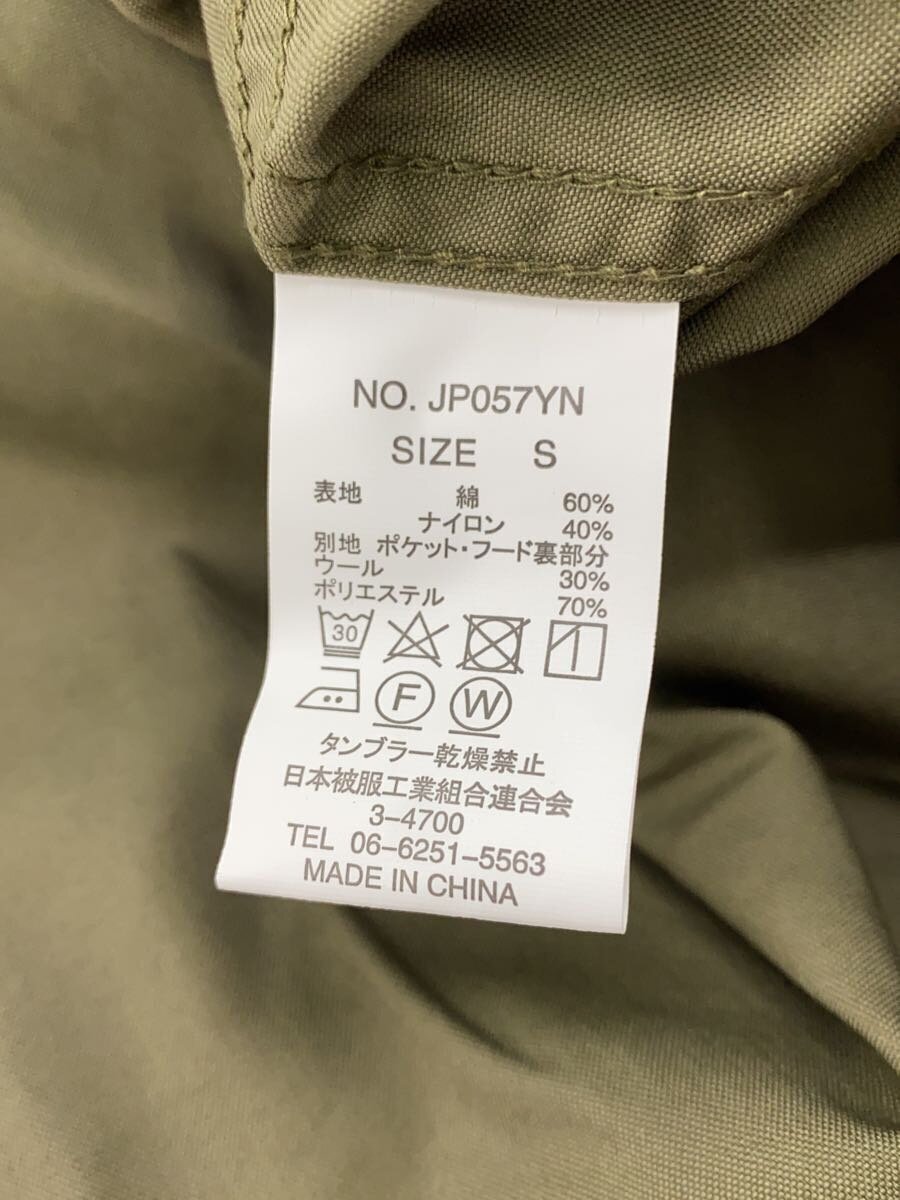 NO. JP057YN
SIZE S
表地 綿 60%
ナイロン 40%
別地 ポケット・フード裏部分
ウール 30%
ポリエステル 70%
30
F W
タンブラー乾燥禁止
日本被服工業組合連合会
3-4700
TEL 06-6251-5563
MADE IN CHINA